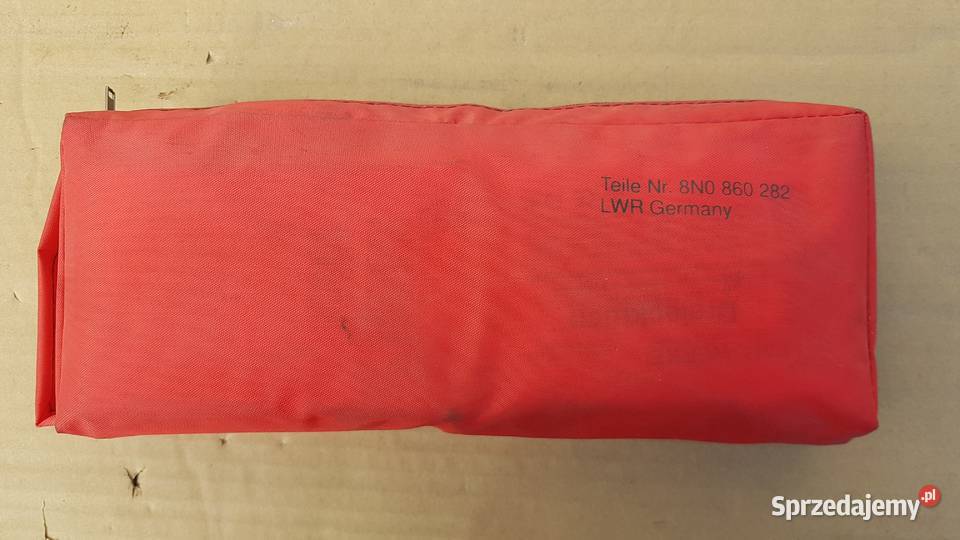 Teile Nr. 8N0 860 282
LWR Germany
Sprzedajemy.pl